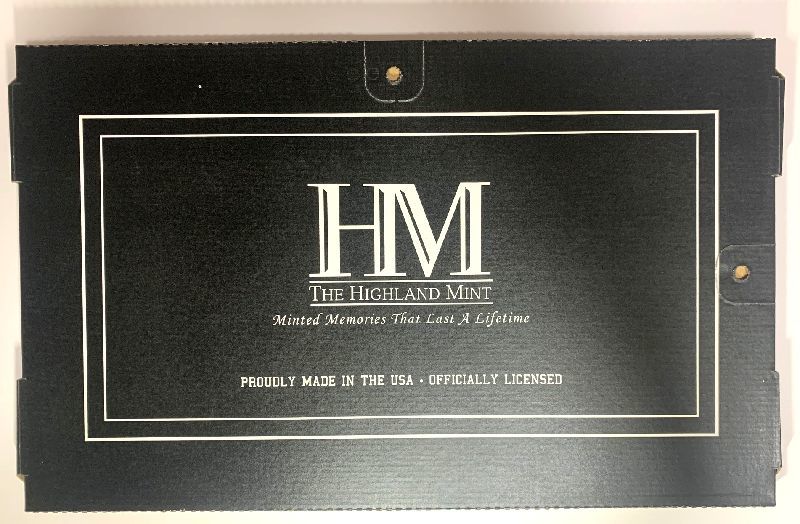 HM
THE HIGHLAND MINT
Minted Memories That Last A Lifetime
PROUDLY MADE IN THE USA • OFFICIALLY LICENSED